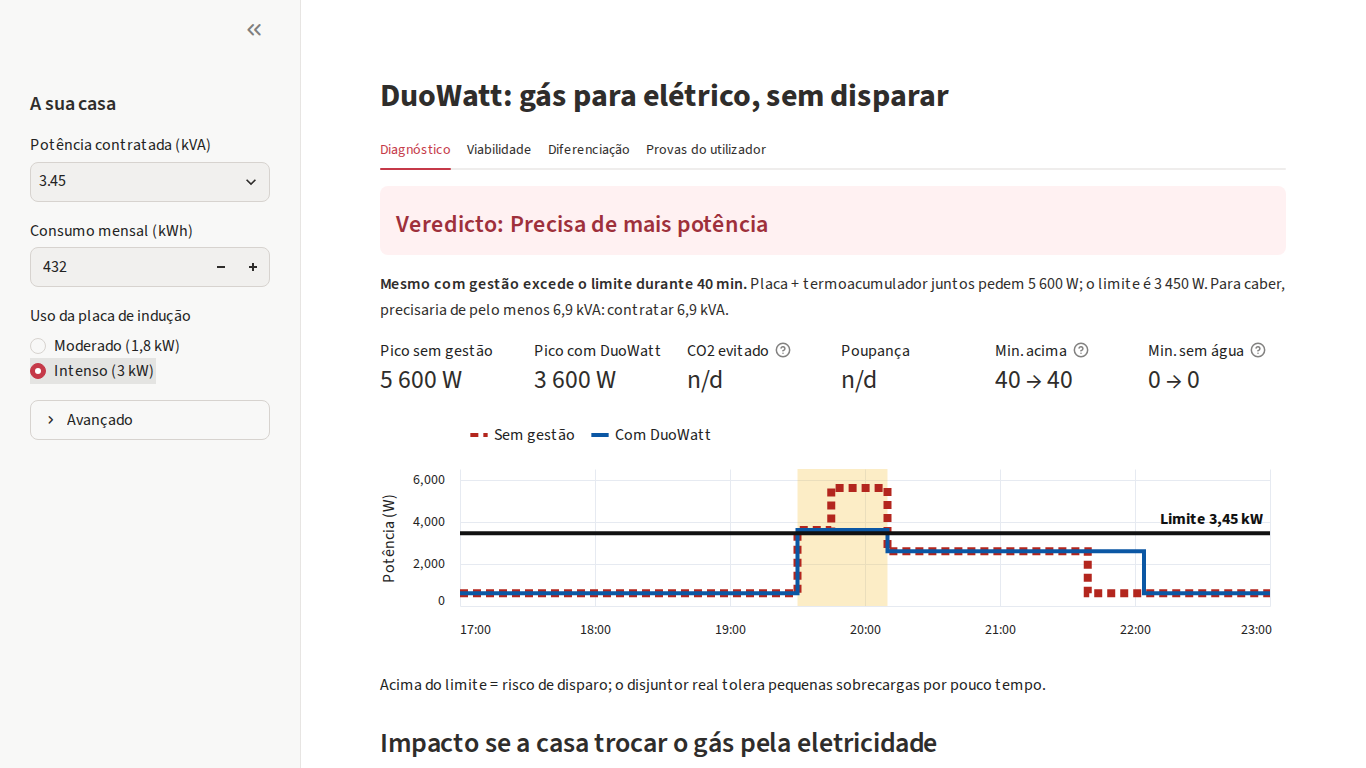 A sua casa
Potência contratada (kVA)
3.45
Consumo mensal (kWh)
432
Uso da placa de indução
Moderado (1,8 kW)
Intenso (3 kW)
Avançado
DuoWatt: gás para elétrico, sem disparar
Diagnóstico Viabilidade Diferenciação Provas do utilizador
Veredicto: Precisa de mais potência
Mesmo com gestão excede o limite durante 40 min. Placa + termoacumulador juntos pedem 5 600 W; o limite é 3 450 W. Para caber,
precisaria de pelo menos 6,9 kVA: contratar 6,9 kVA.
Pico sem gestão Pico com DuoWatt CO2 evitado Poupança Min. acima Min. sem água
5 600 W 3 600 W n/d n/d 40 → 40 0 → 0
Sem gestão Com DuoWatt
Potência (W)
6,000
4,000
2,000
0
Limite 3,45 kW
17:00 18:00 19:00 20:00 21:00 22:00 23:00
Acima do limite = risco de disparo; o disjuntor real tolera pequenas sobrecargas por pouco tempo.
Impacto se a casa trocar o gás pela eletricidade